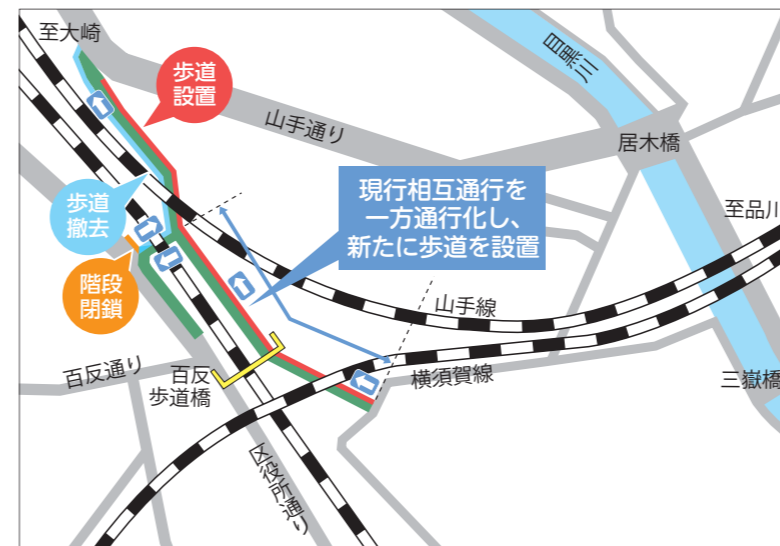 至大崎
歩道
設置
山手通り
目黒川
居木橋
現行相互通行を
一方通行化し、
新たに歩道を設置
歩道
撤去
至品川
階段
閉鎖
山手線
百反通り
百反
歩道橋
横須賀線
三嶽橋
区役所通り